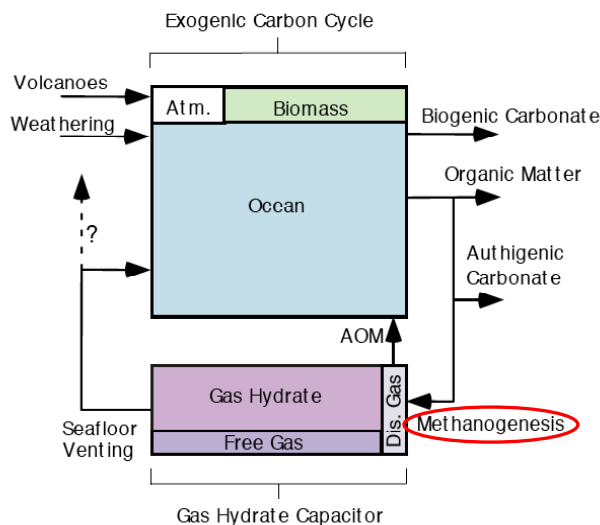 Exogenic Carbon Cycle
Volcanoes
Atm.
Biomass
Weathering
Biogenic Carbonate
Organic Matter
Ocean
?
Authigenic
Carbonate
AOM
Gas Hydrate
Dis. Gas
Methanogenesis
Seafloor
Venting
Free Gas
Gas Hydrate Capacitor